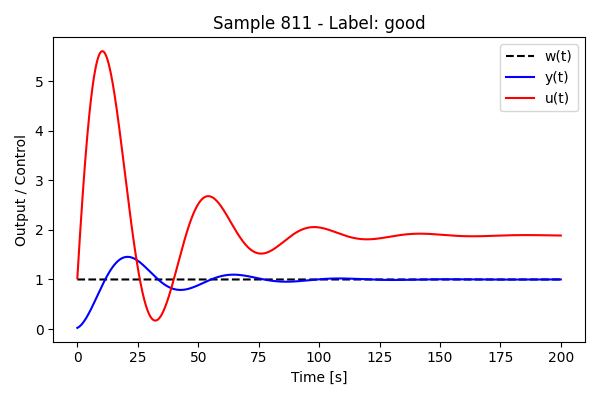 Sample 811 - Label: good
w(t)
y(t)
u(t)
Output / Control
5
4
3
2
1
0
0 25 50 75 100 125 150 175 200
Time [s]